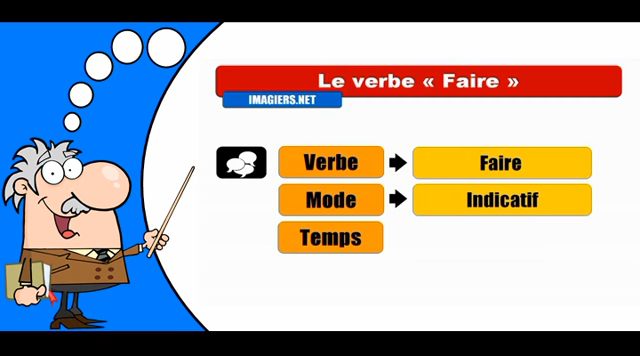 Le verbe « Faire »
IMAGIERS.NET
Verbe Faire
Mode Indicatif
Temps